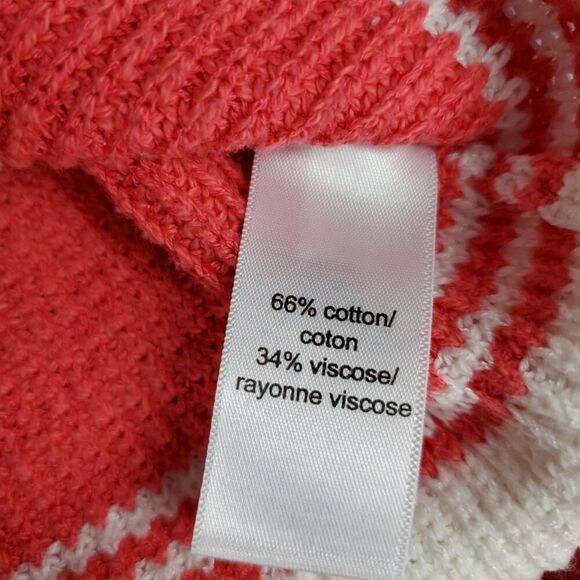 66% cotton/
coton
34% viscose/
rayonne viscose